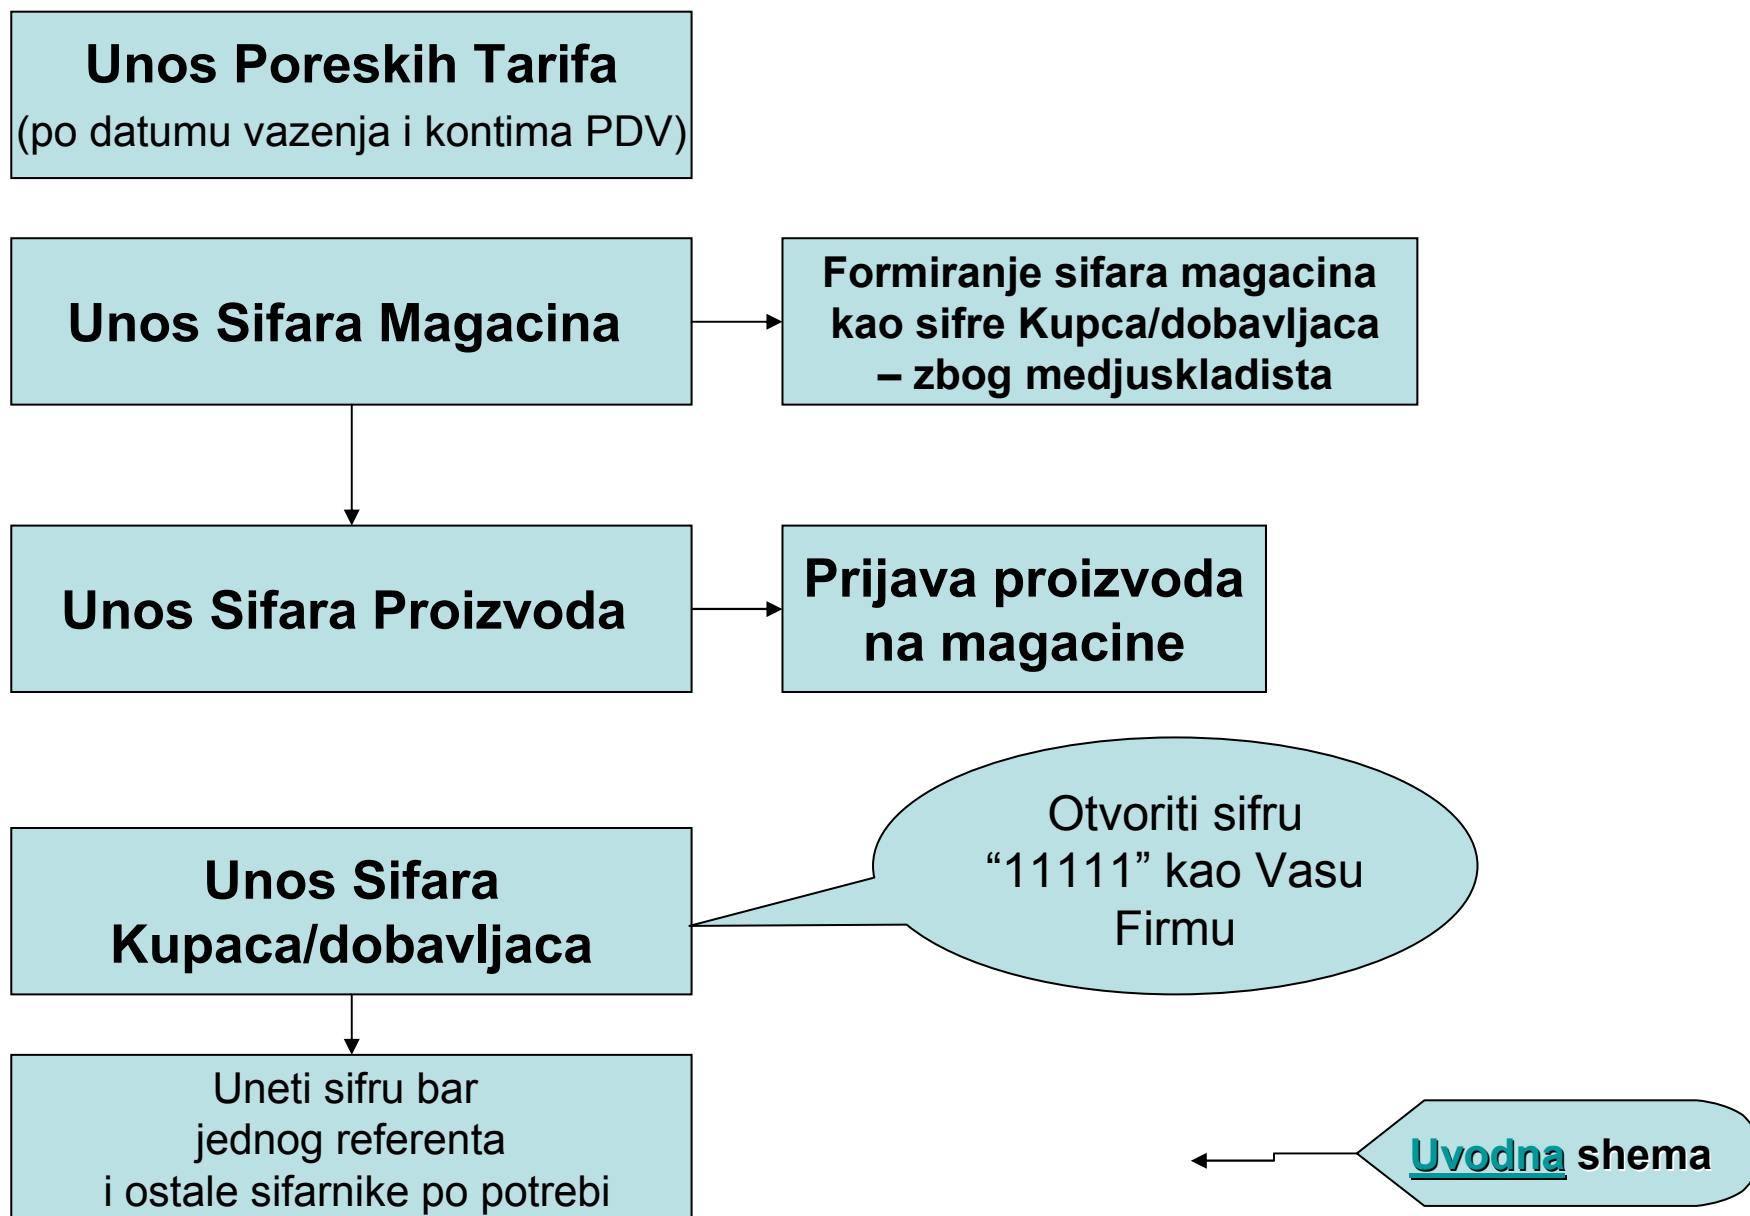 Unos Poreskih Tarifa
(po datumu vazenja i kontima PDV)
Unos Sifara Magacina
Formiranje sifara magacina
kao sifre Kupca/dobavljaca
– zbog medjuskladista
Unos Sifara Proizvoda
Prijava proizvoda
na magacine
Otvoriti sifru
“11111” kao Vasu
Firmu
Unos Sifara
Kupaca/dobavljaca
Uneti sifru bar
jednog referenta
i ostale sifarnike po potrebi
Uvodna shema